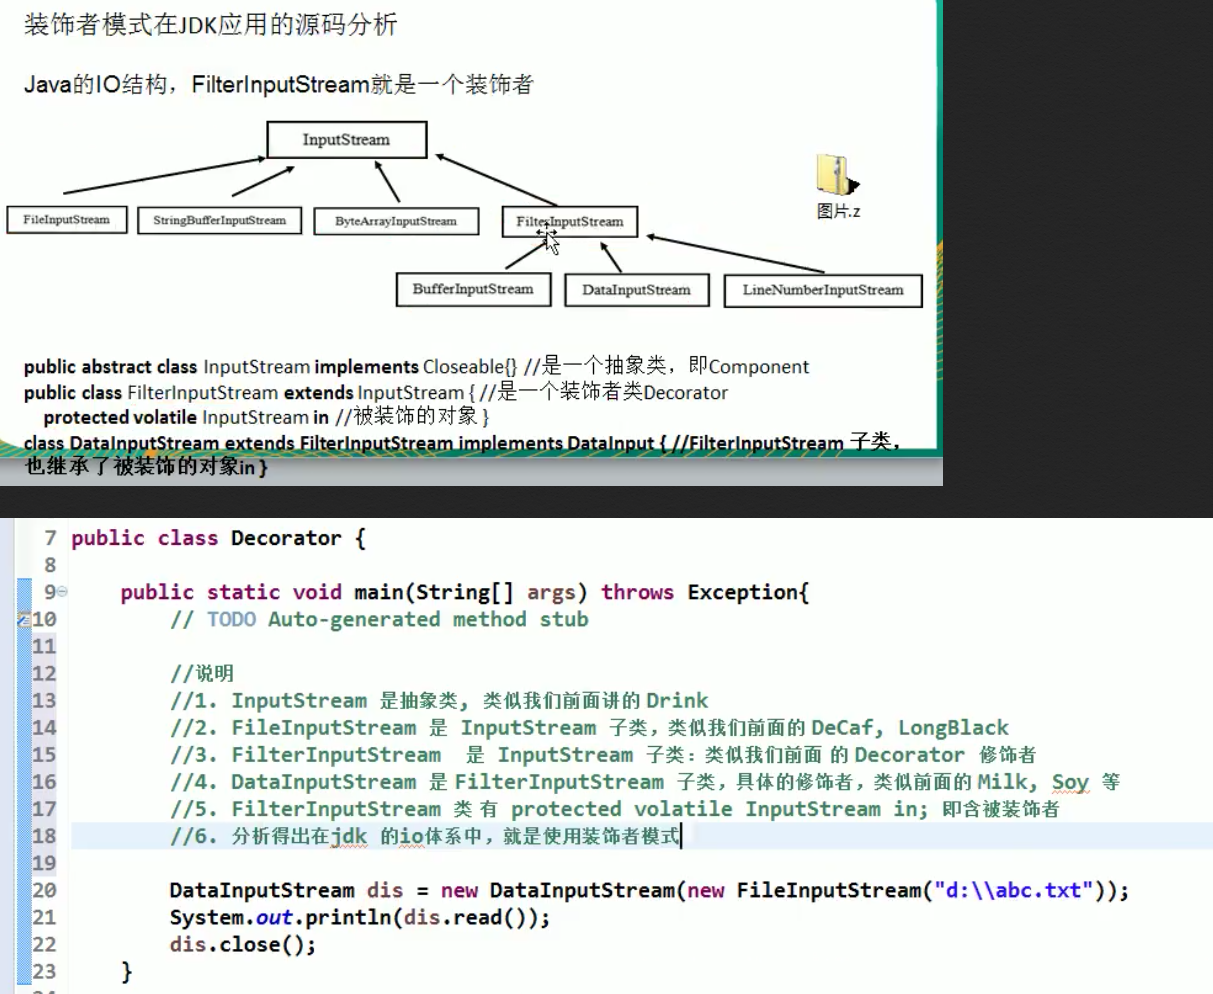 装饰者模式在JDK应用的源码分析
Java的IO结构，FilterInputStream就是一个装饰者
InputStream
FileInputStream
StringBufferInputStream
ByteArrayInputStream
FilterInputStream
图片.z
BufferInputStream
DataInputStream
LineNumberInputStream
public abstract class InputStream implements Closeable{} //是一个抽象类，即Component
public class FilterInputStream extends InputStream { //是一个装饰者类Decorator
protected volatile InputStream in //被装饰的对象 }
class DataInputStream extends FilterInputStream implements DataInput { //FilterInputStream 子类，
也继承了被装饰的对象in }
7 public class Decorator {
8
9 public static void main(String[] args) throws Exception{
10 // TODO Auto-generated method stub
11
12 //说明
13 //1. InputStream 是抽象类, 类似我们前面讲的 Drink
14 //2. FileInputStream 是 InputStream 子类，类似我们前面的 DeCaf, LongBlack
15 //3. FilterInputStream 是 InputStream 子类：类似我们前面 的 Decorator 修饰者
16 //4. DataInputStream 是 FilterInputStream 子类，具体的修饰者，类似前面的 Milk, Soy 等
17 //5. FilterInputStream 类 有 protected volatile InputStream in; 即含被装饰者
18 //6. 分析得出在jdk 的io体系中，就是使用装饰者模式
19
20 DataInputStream dis = new DataInputStream(new FileInputStream("d:\\abc.txt"));
21 System.out.println(dis.read());
22 dis.close();
23 }